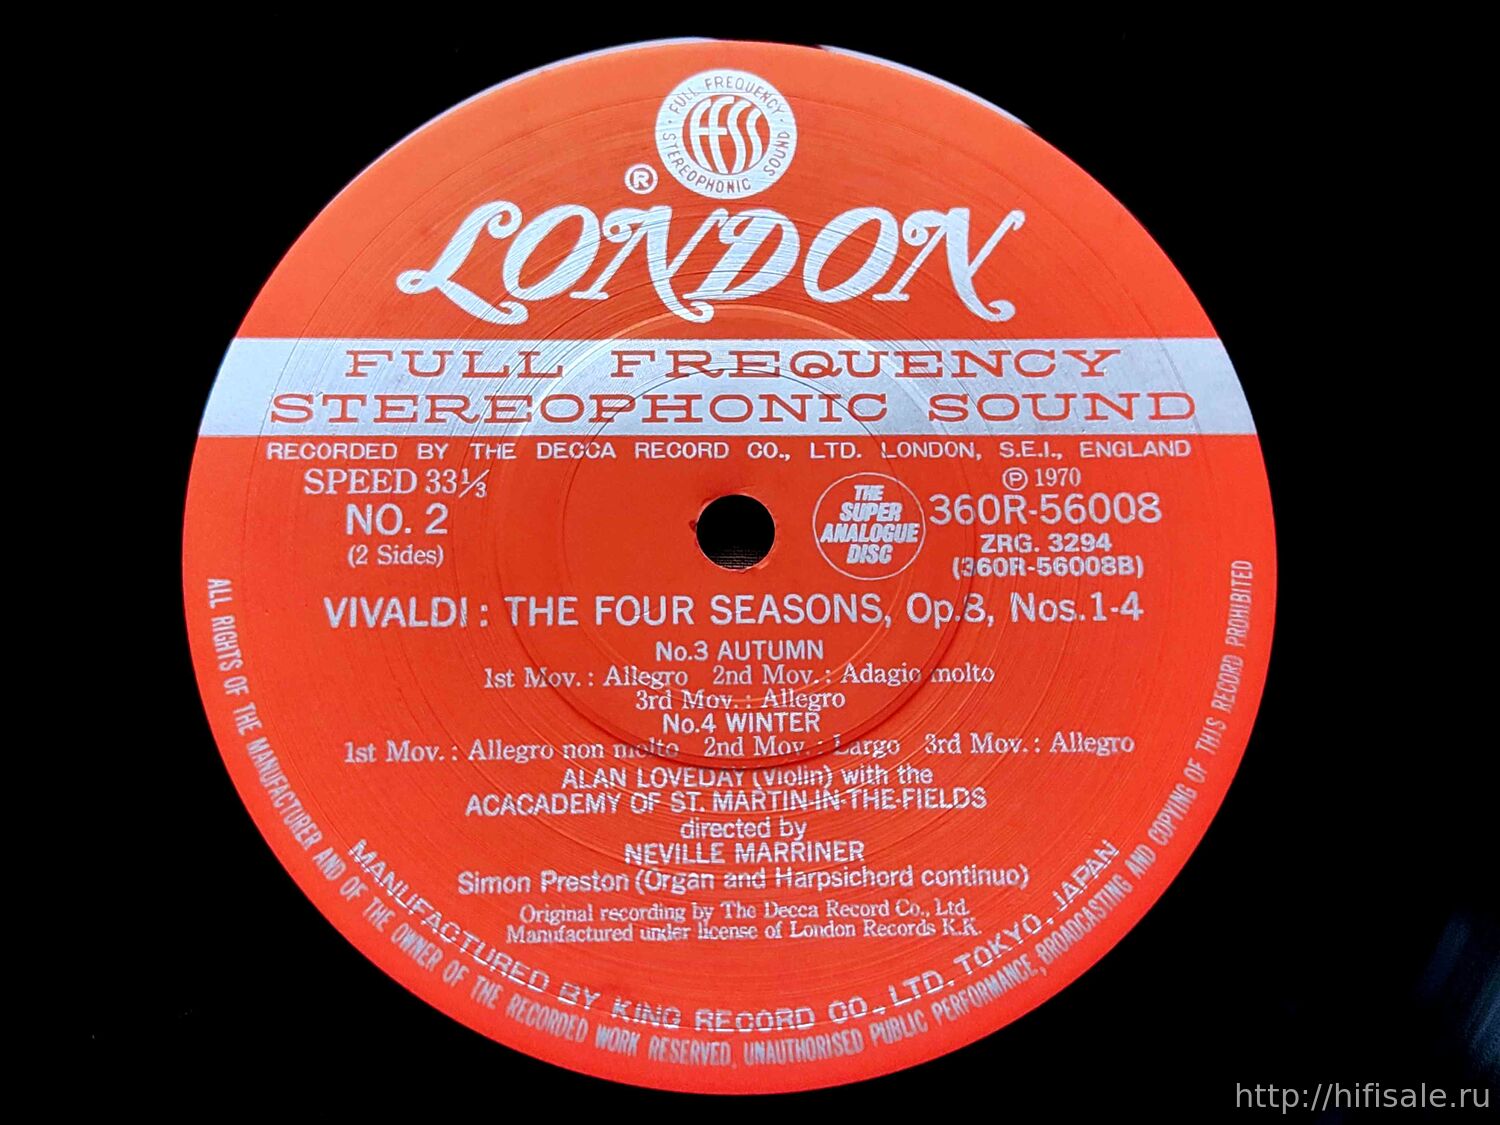 FULL FREQUENCY
FFSS
STEREOPHONIC SOUND
®
LONDON
FULL FREQUENCY
STEREOPHONIC SOUND
RECORDED BY THE DECCA RECORD CO., LTD. LONDON, S.E.I., ENGLAND
SPEED 33⅓
℗ 1970
NO. 2
(2 Sides)
THE
SUPER
ANALOGUE
DISC
360R-56008
ZRG. 3294
(360R-56008B)
VIVALDI : THE FOUR SEASONS, Op.8, Nos.1-4
No.3 AUTUMN
1st Mov. : Allegro 2nd Mov. : Adagio molto
3rd Mov. : Allegro
No.4 WINTER
1st Mov. : Allegro non molto 2nd Mov. : Largo 3rd Mov. : Allegro
ALAN LOVEDAY (Violin) with the
ACACADEMY OF ST. MARTIN-IN-THE-FIELDS
directed by
NEVILLE MARRINER
Simon Preston (Organ and Harpsichord continuo)
Original recording by The Decca Record Co., Ltd.
Manufactured under license of London Records K.K.
MANUFACTURED BY KING RECORD CO., LTD. TOKYO, JAPAN
ALL RIGHTS OF THE MANUFACTURER AND OF THE OWNER OF THE RECORDED WORK RESERVED, UNAUTHORISED PUBLIC PERFORMANCE, BROADCASTING AND COPYING OF THIS RECORD PROHIBITED
http://hifisale.ru